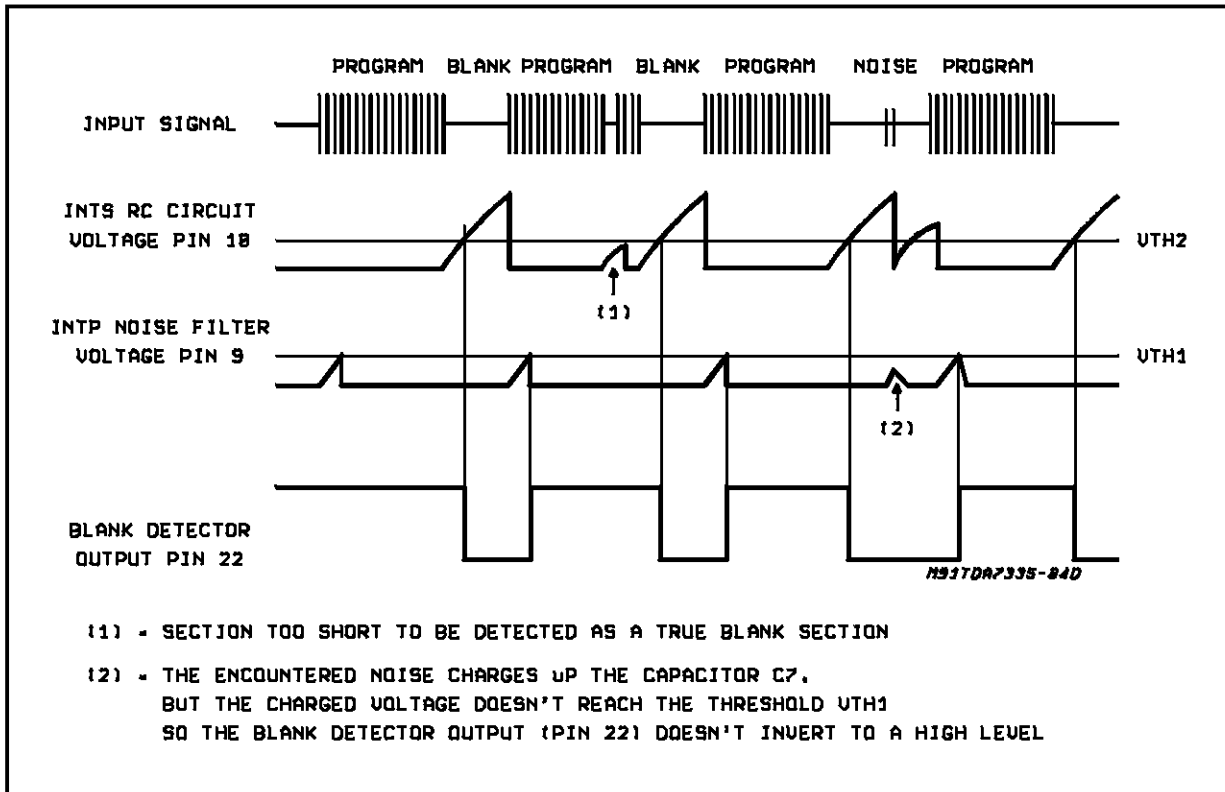 PROGRAM BLANK PROGRAM BLANK PROGRAM NOISE PROGRAM
INPUT SIGNAL
INTS RC CIRCUIT
VOLTAGE PIN 10
VTH2
(1)
INTP NOISE FILTER
VOLTAGE PIN 9
VTH1
(2)
BLANK DETECTOR
OUTPUT PIN 22
M91TDA7335-04D
(1) = SECTION TOO SHORT TO BE DETECTED AS A TRUE BLANK SECTION
(2) = THE ENCOUNTERED NOISE CHARGES UP THE CAPACITOR C7,
BUT THE CHARGED VOLTAGE DOESN'T REACH THE THRESHOLD VTH1
SO THE BLANK DETECTOR OUTPUT (PIN 22) DOESN'T INVERT TO A HIGH LEVEL